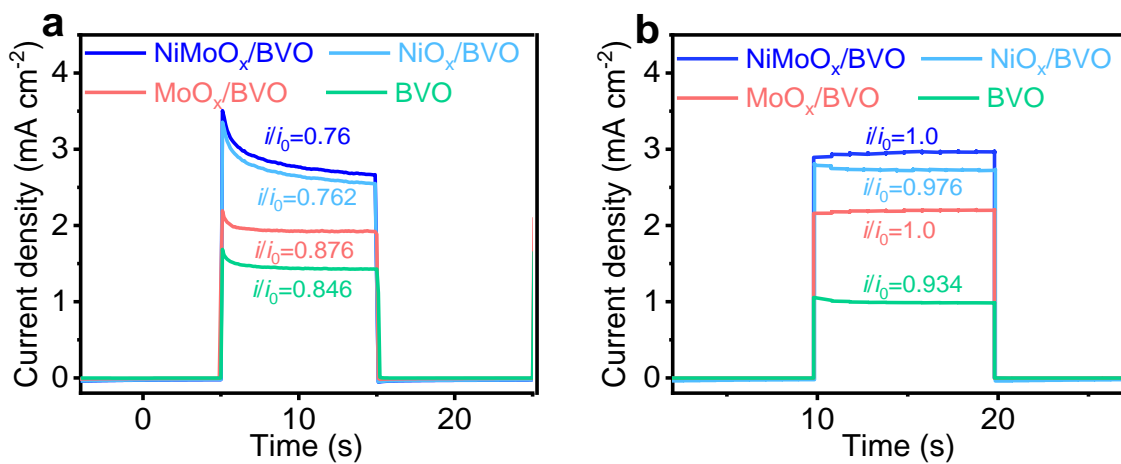 a
Current density (mA cm⁻²)
4
3
2
1
0
NiMoOₓ/BVO
NiOₓ/BVO
MoOₓ/BVO
BVO
i/i₀=0.76
i/i₀=0.762
i/i₀=0.876
i/i₀=0.846
0
10
20
Time (s)
b
Current density (mA cm⁻²)
4
3
2
1
0
NiMoOₓ/BVO
NiOₓ/BVO
MoOₓ/BVO
BVO
i/i₀=1.0
i/i₀=0.976
i/i₀=1.0
i/i₀=0.934
10
20
Time (s)